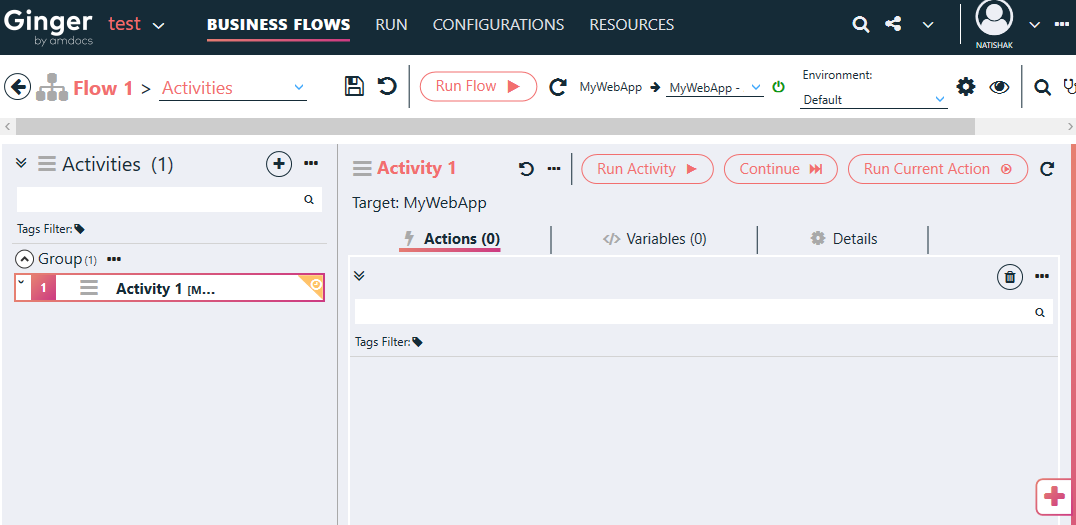 Ginger
by amdocs
test
BUSINESS FLOWS
RUN
CONFIGURATIONS
RESOURCES
NATISHAK
Flow 1 > Activities
Run Flow
MyWebApp
MyWebApp -
Environment:
Default
Activities (1)
Tags Filter:
Group (1)
1
Activity 1 [M...
Activity 1
Run Activity
Continue
Run Current Action
Target: MyWebApp
Actions (0)
Variables (0)
Details
Tags Filter: